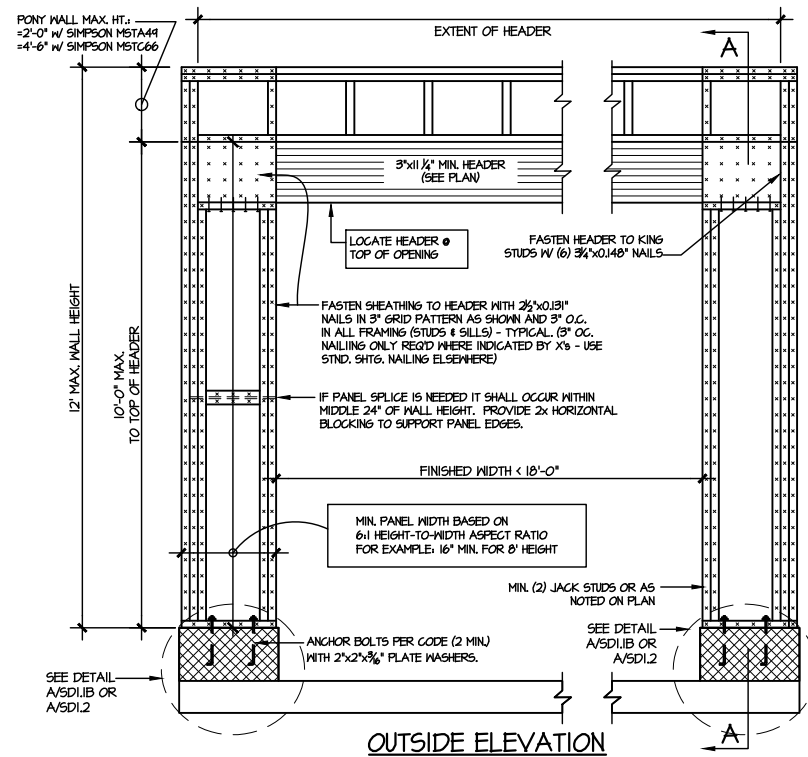 PONY WALL MAX. HT.:
=2'-0" W/ SIMPSON MSTA49
=4'-6" W/ SIMPSON MSTC66
EXTENT OF HEADER
A
3"x11 1/4" MIN. HEADER
(SEE PLAN)
LOCATE HEADER @
TOP OF OPENING
FASTEN HEADER TO KING
STUDS W/ (6) 3 1/4"x0.148" NAILS
FASTEN SHEATHING TO HEADER WITH 2 1/2"x0.131"
NAILS IN 3" GRID PATTERN AS SHOWN AND 3" O.C.
IN ALL FRAMING (STUDS & SILLS) - TYPICAL. (3" OC.
NAILIING ONLY REQ'D WHERE INDICATED BY X's - USE
STND. SHTG. NAILING ELSEWHERE)
12' MAX. WALL HEIGHT
10'-0" MAX.
TO TOP OF HEADER
IF PANEL SPLICE IS NEEDED IT SHALL OCCUR WITHIN
MIDDLE 24" OF WALL HEIGHT. PROVIDE 2x HORIZONTAL
BLOCKING TO SUPPORT PANEL EDGES.
FINISHED WIDTH < 18'-0"
MIN. PANEL WIDTH BASED ON
6:1 HEIGHT-TO-WIDTH ASPECT RATIO
FOR EXAMPLE: 16" MIN. FOR 8' HEIGHT
MIN. (2) JACK STUDS OR AS
NOTED ON PLAN
ANCHOR BOLTS PER CODE (2 MIN.)
WITH 2"x2"x3/16" PLATE WASHERS.
SEE DETAIL
A/SD1.1B OR
A/SD1.2
SEE DETAIL
A/SD1.1B OR
A/SD1.2
A
OUTSIDE ELEVATION